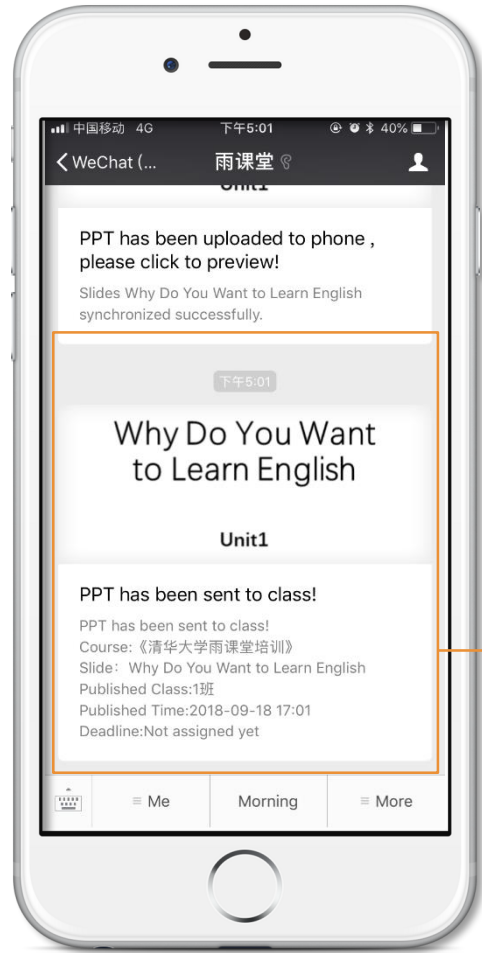 中国移动 4G 下午5:01 40%
WeChat (... 雨课堂
Unit1
PPT has been uploaded to phone ,
please click to preview!
Slides Why Do You Want to Learn English
synchronized successfully.
下午5:01
Why Do You Want
to Learn English
Unit1
PPT has been sent to class!
PPT has been sent to class!
Course:《清华大学雨课堂培训》
Slide: Why Do You Want to Learn English
Published Class:1班
Published Time:2018-09-18 17:01
Deadline:Not assigned yet
Me Morning More